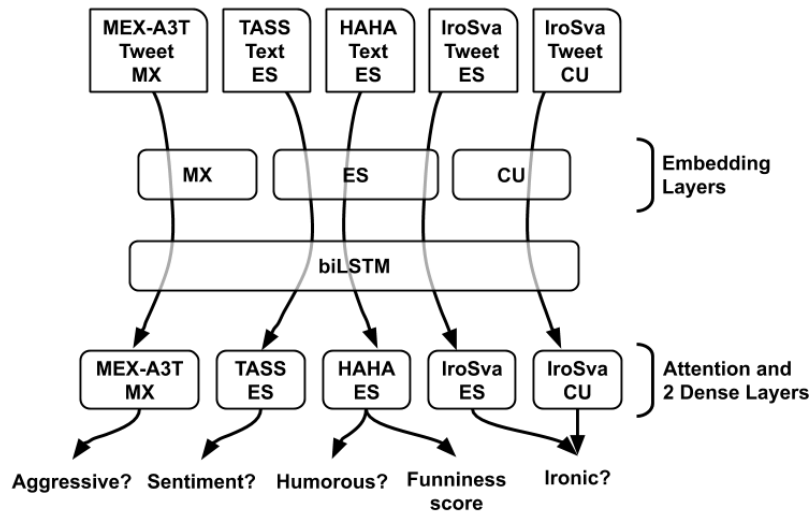 MEX-A3T
Tweet
MX
TASS
Text
ES
HAHA
Text
ES
IroSva
Tweet
ES
IroSva
Tweet
CU
MX
ES
CU
Embedding
Layers
biLSTM
MEX-A3T
MX
TASS
ES
HAHA
ES
IroSva
ES
IroSva
CU
Attention and
2 Dense Layers
Aggressive?
Sentiment?
Humorous?
Funniness
score
Ironic?